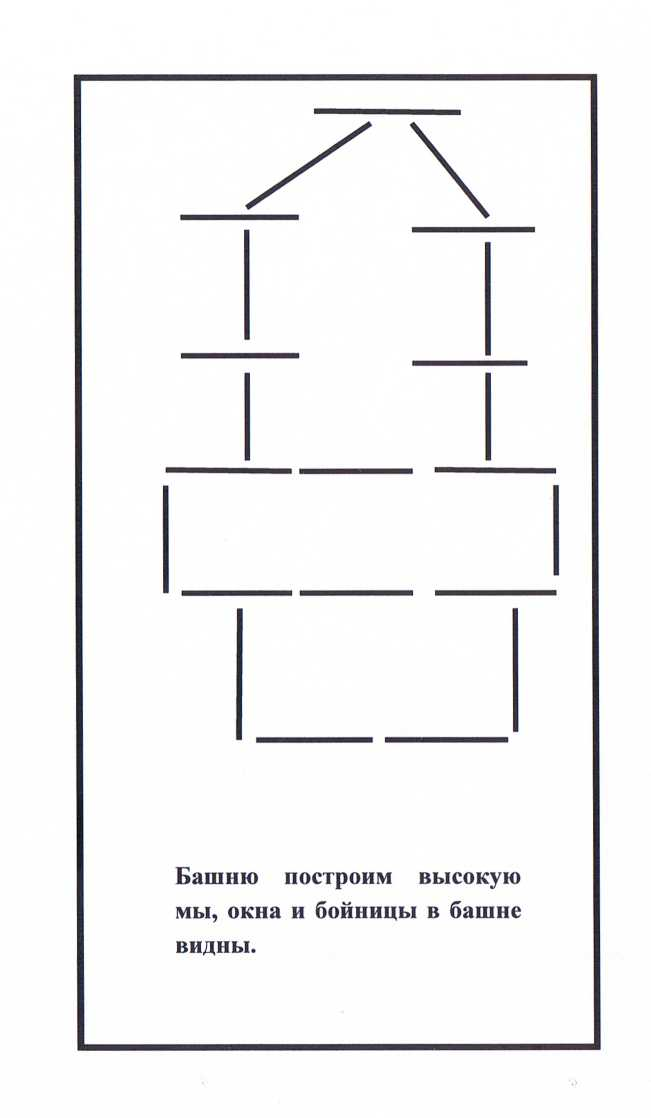 Башню построим высокую
мы, окна и бойницы в башне
видны.